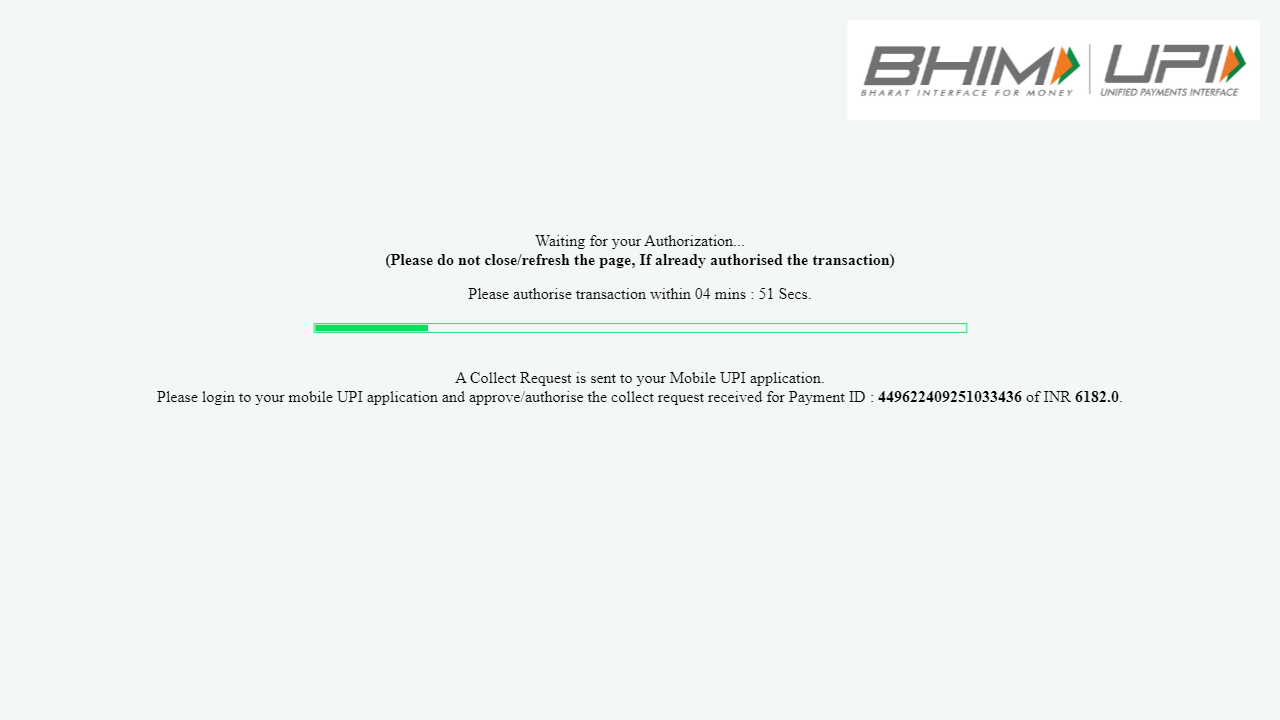 BHIM UPI
BHARAT INTERFACE FOR MONEY UNIFIED PAYMENTS INTERFACE
Waiting for your Authorization...
(Please do not close/refresh the page, If already authorised the transaction)
Please authorise transaction within 04 mins : 51 Secs.
A Collect Request is sent to your Mobile UPI application.
Please login to your mobile UPI application and approve/authorise the collect request received for Payment ID : 449622409251033436 of INR 6182.0.